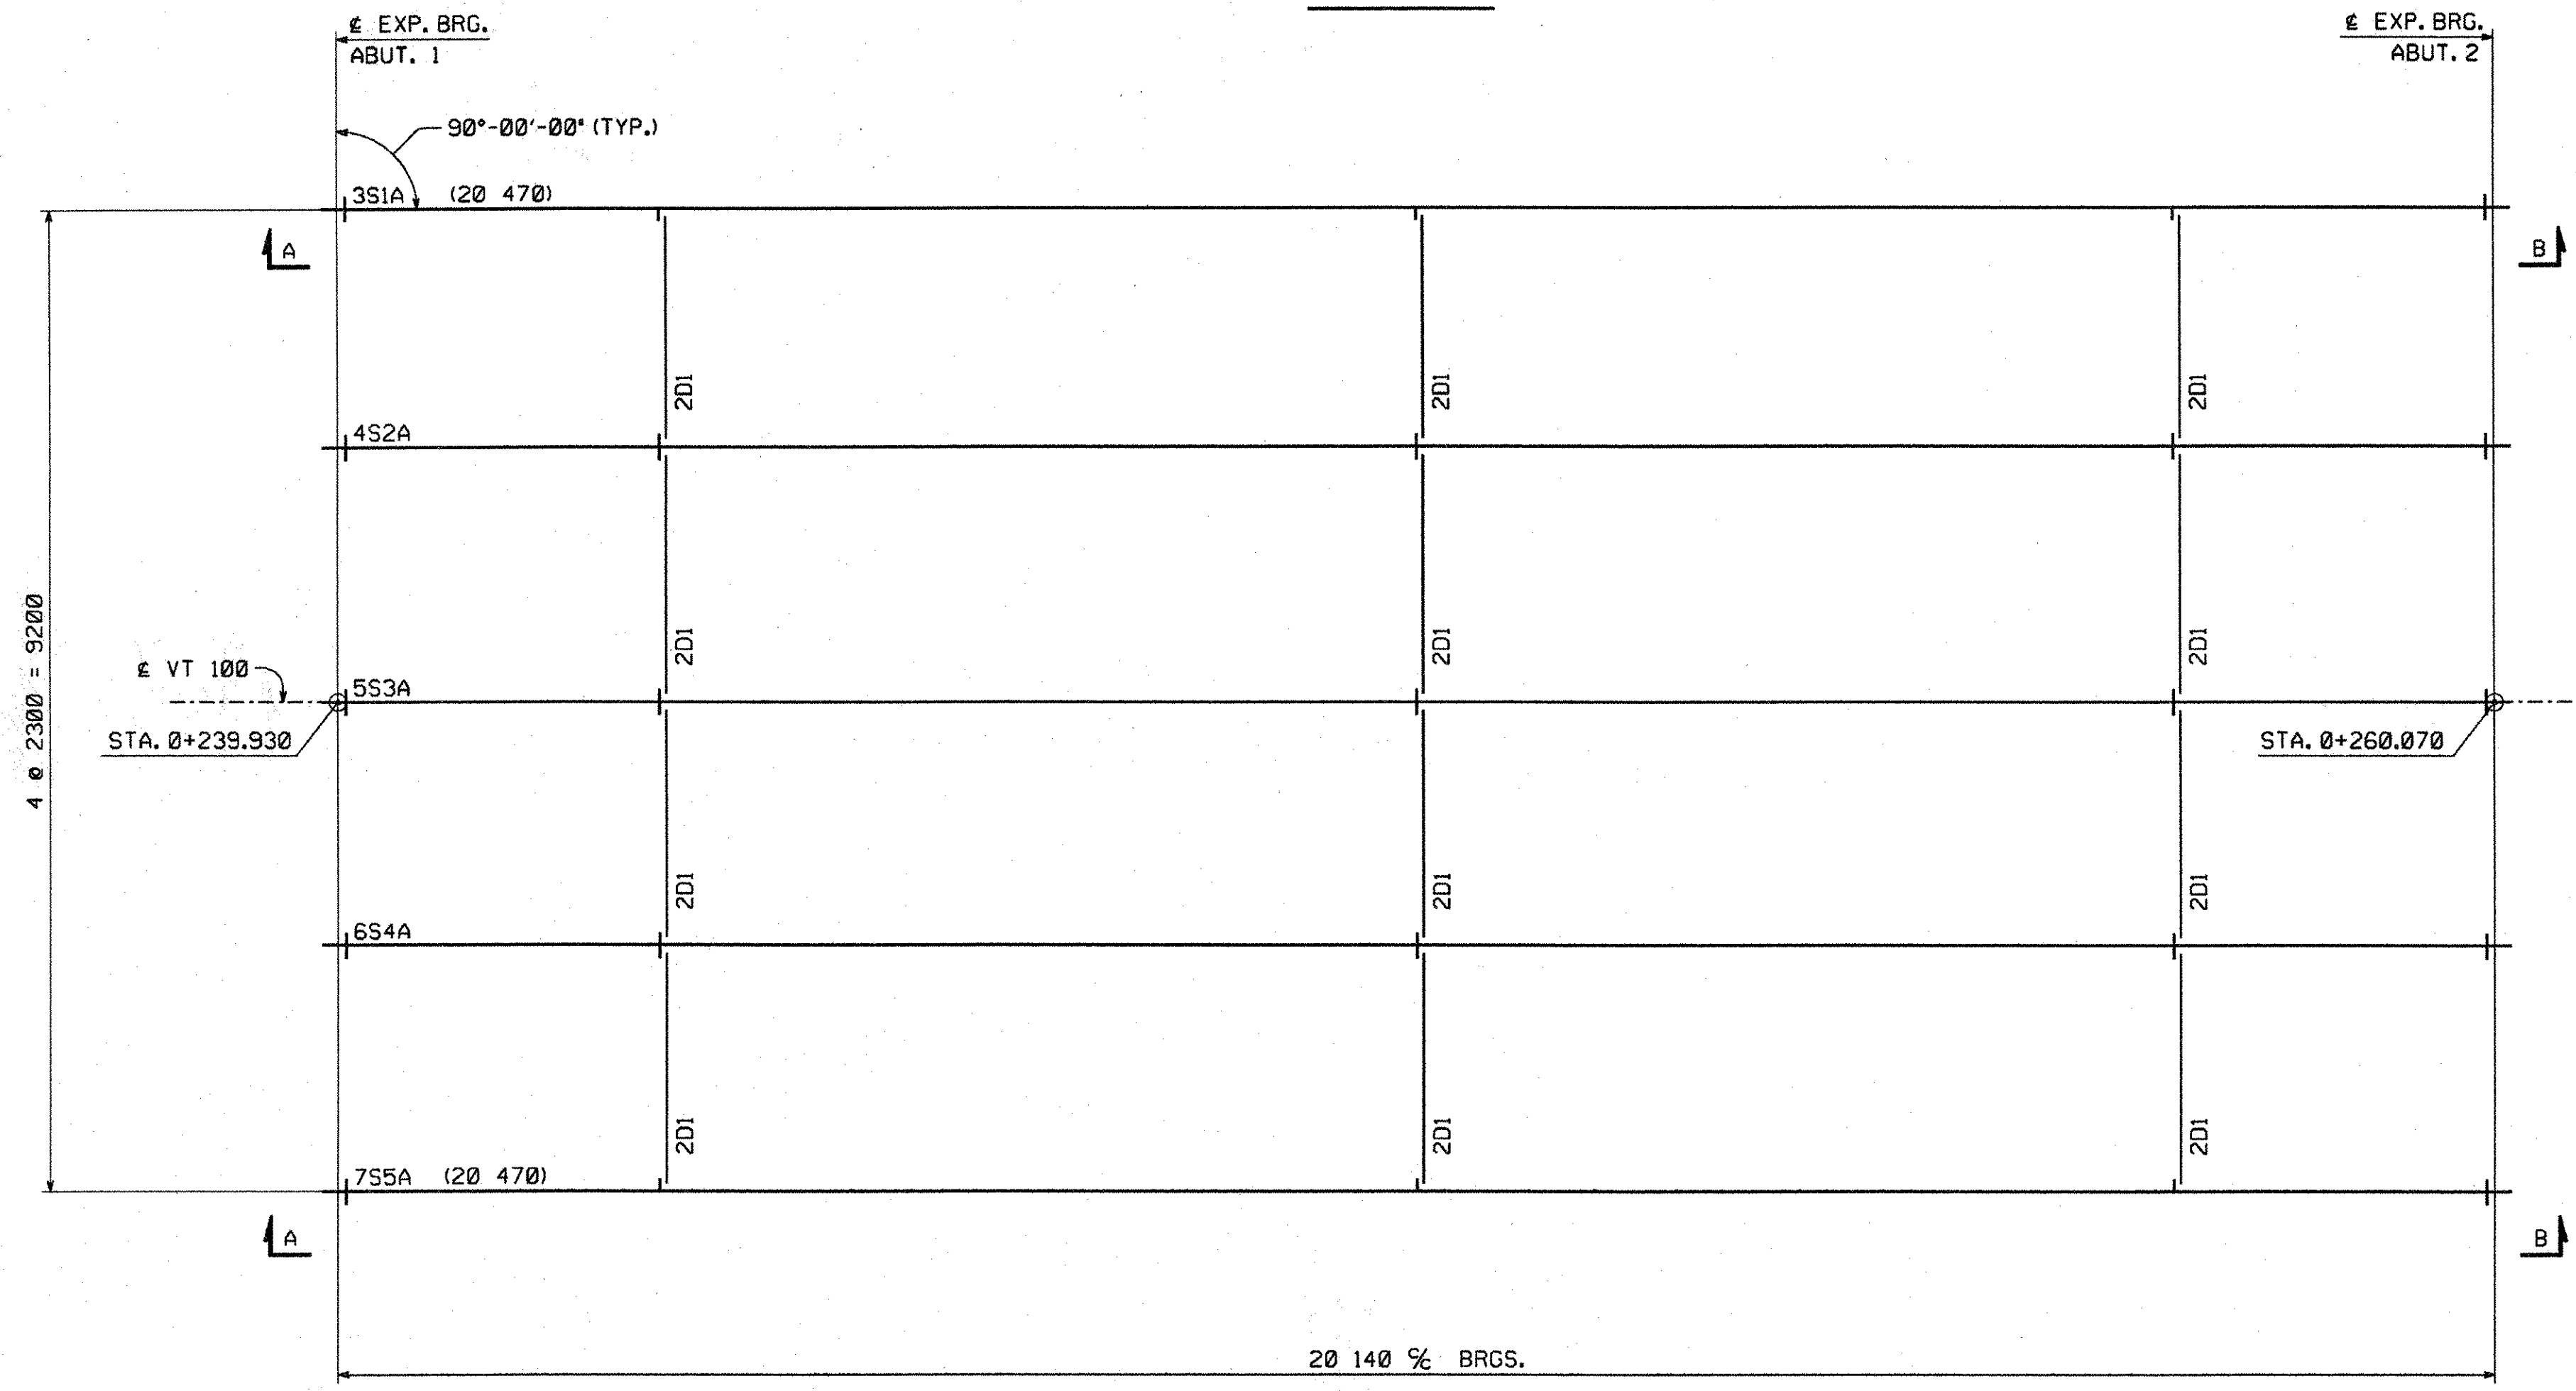 ℄ EXP. BRG.
ABUT. 1
℄ EXP. BRG.
ABUT. 2
90°-00'-00" (TYP.)
3S1A (20 470)
A
B
2D1
2D1
2D1
4S2A
4 @ 2300 = 9200
2D1
2D1
2D1
℄ VT 100
5S3A
STA. 0+239.930
STA. 0+260.070
2D1
2D1
2D1
6S4A
2D1
2D1
2D1
7S5A (20 470)
A
B
20 140 C/C BRGS.